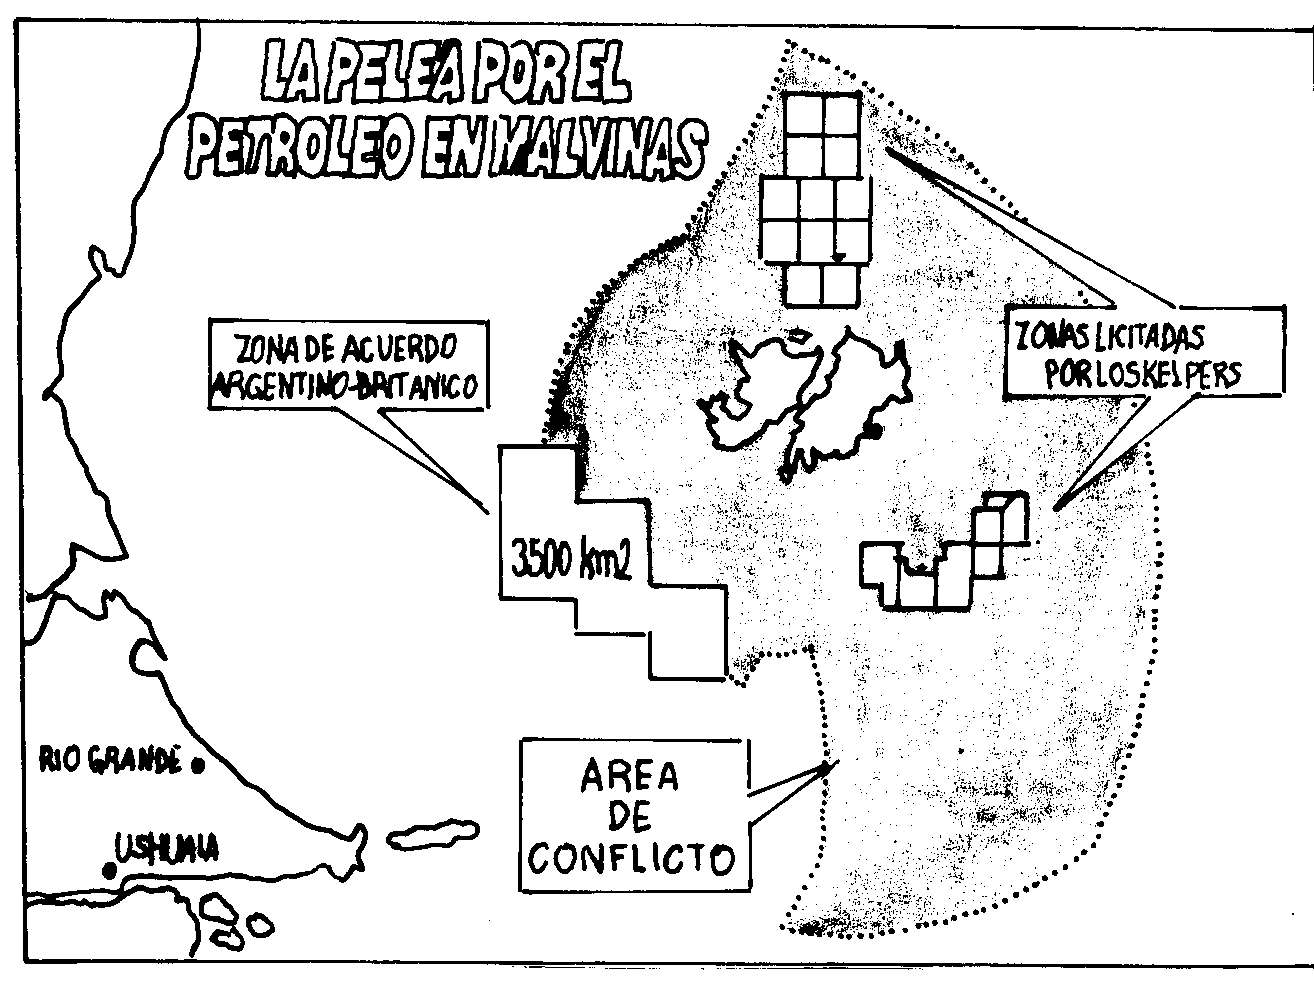 LA PELEA POR EL
PETROLEO EN MALVINAS
ZONA DE ACUERDO
ARGENTINO-BRITANICO
ZONAS LICITADAS
POR LOS KELPERS
3500 km2
AREA
DE
CONFLICTO
RIO GRANDE
USHUAIA